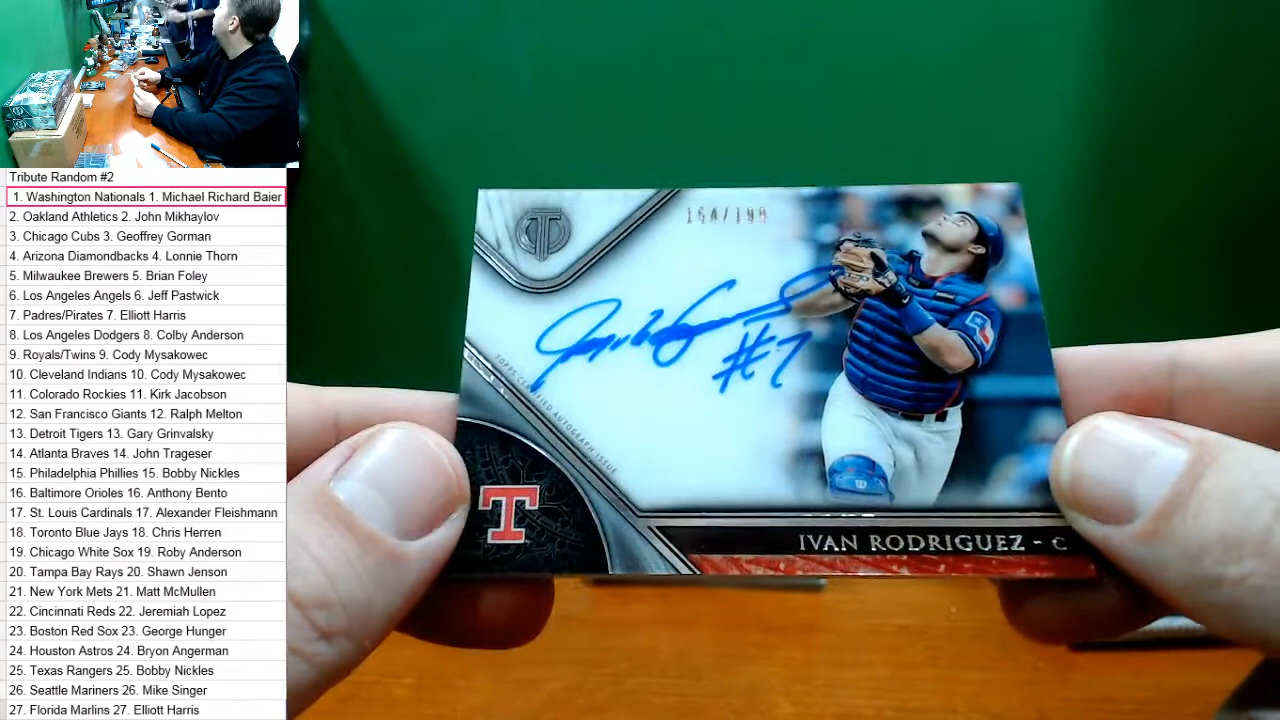 Tribute Random #2
1. Washington Nationals 1. Michael Richard Baier
2. Oakland Athletics 2. John Mikhaylov
3. Chicago Cubs 3. Geoffrey Gorman
4. Arizona Diamondbacks 4. Lonnie Thorn
5. Milwaukee Brewers 5. Brian Foley
6. Los Angeles Angels 6. Jeff Pastwick
7. Padres/Pirates 7. Elliott Harris
8. Los Angeles Dodgers 8. Colby Anderson
9. Royals/Twins 9. Cody Mysakowec
10. Cleveland Indians 10. Cody Mysakowec
11. Colorado Rockies 11. Kirk Jacobson
12. San Francisco Giants 12. Ralph Melton
13. Detroit Tigers 13. Gary Grinvalsky
14. Atlanta Braves 14. John Trageser
15. Philadelphia Phillies 15. Bobby Nickles
16. Baltimore Orioles 16. Anthony Bento
17. St. Louis Cardinals 17. Alexander Fleishmann
18. Toronto Blue Jays 18. Chris Herren
19. Chicago White Sox 19. Roby Anderson
20. Tampa Bay Rays 20. Shawn Jenson
21. New York Mets 21. Matt McMullen
22. Cincinnati Reds 22. Jeremiah Lopez
23. Boston Red Sox 23. George Hunger
24. Houston Astros 24. Bryon Angerman
25. Texas Rangers 25. Bobby Nickles
26. Seattle Mariners 26. Mike Singer
27. Florida Marlins 27. Elliott Harris
154/199
#7
TOPPS CERTIFIED AUTOGRAPH ISSUE
T
IVAN RODRIGUEZ - C